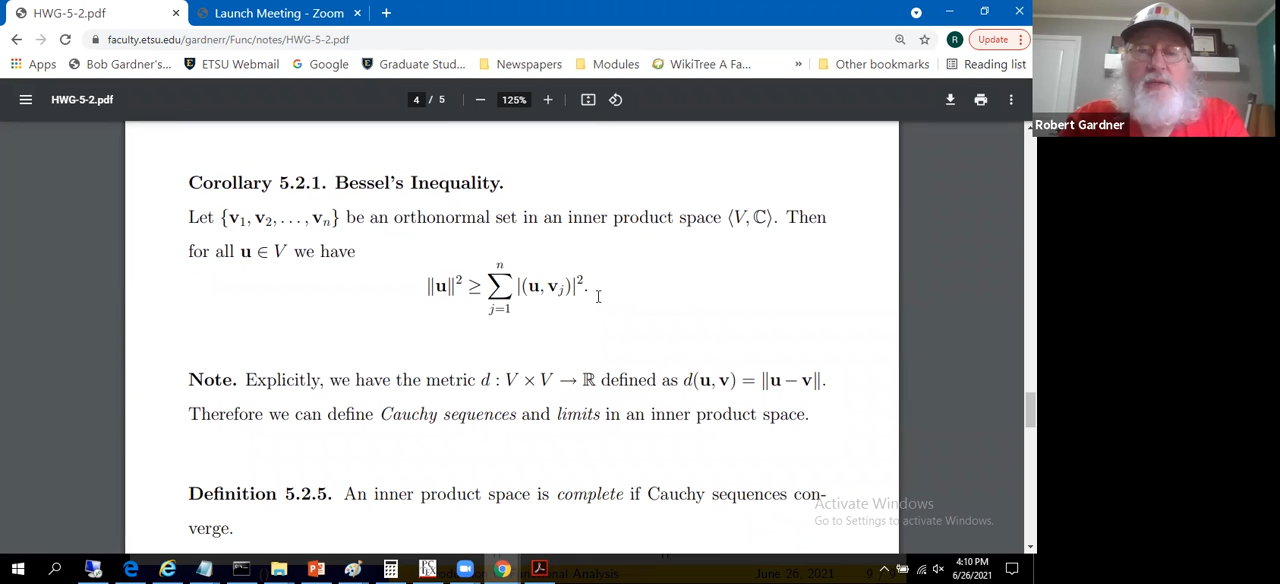 HWG-5-2.pdf
Launch Meeting - Zoom
faculty.etsu.edu/gardnerr/Func/notes/HWG-5-2.pdf
R
Update
Apps
Bob Gardner's...
ETSU Webmail
Google
Graduate Stud...
Newspapers
Modules
WikiTree A Fa...
»
Other bookmarks
Reading list
HWG-5-2.pdf
4 / 5
125%
Robert Gardner
Corollary 5.2.1. Bessel's Inequality.
Let {v₁, v₂, . . . , vₙ} be an orthonormal set in an inner product space ⟨V, ℂ⟩. Then
for all u ∈ V we have
‖u‖² ≥ ∑ⱼ₌₁ⁿ |(u, vⱼ)|².
Note. Explicitly, we have the metric d : V × V → ℝ defined as d(u, v) = ‖u − v‖.
Therefore we can define Cauchy sequences and limits in an inner product space.
Definition 5.2.5. An inner product space is complete if Cauchy sequences con-
verge.
Activate Windows
Go to Settings to activate Windows.
Functional Analysis
June 26, 2021
4:10 PM
6/26/2021